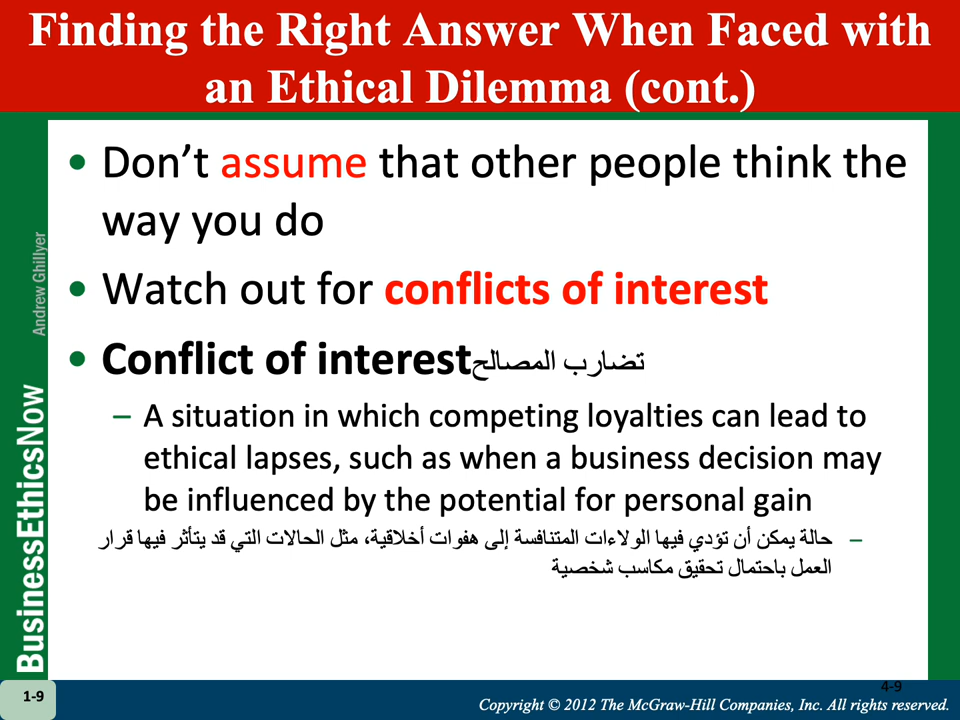 Finding the Right Answer When Faced with
an Ethical Dilemma (cont.)
• Don’t assume that other people think the
way you do
• Watch out for conflicts of interest
• Conflict of interest تضارب المصالح
– A situation in which competing loyalties can lead to
ethical lapses, such as when a business decision may
be influenced by the potential for personal gain
– حالة يمكن أن تؤدي فيها الولاءات المتنافسة إلى هفوات أخلاقية، مثل الحالات التي قد يتأثر فيها قرار
العمل باحتمال تحقيق مكاسب شخصية
Andrew Ghillyer
BusinessEthicsNow
1-9
4-9
Copyright © 2012 The McGraw-Hill Companies, Inc. All rights reserved.